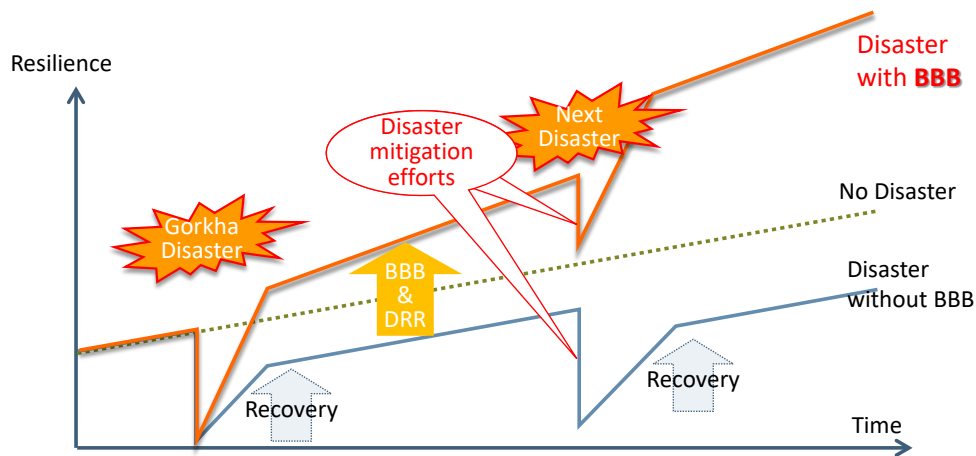 Resilience
Disaster
with BBB
Next
Disaster
Disaster
mitigation
efforts
Gorkha
Disaster
No Disaster
BBB
&
DRR
Disaster
without BBB
Recovery
Recovery
Time